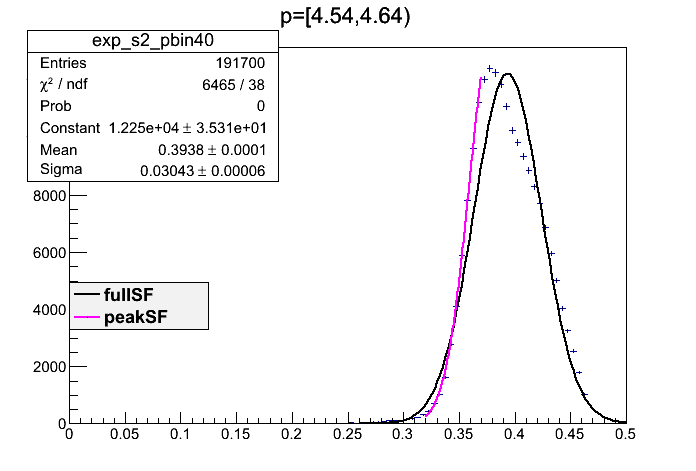 p=[4.54,4.64)
exp_s2_pbin40
Entries 191700
χ² / ndf 6465 / 38
Prob 0
Constant 1.225e+04 ± 3.531e+01
Mean 0.3938 ± 0.0001
Sigma 0.03043 ± 0.00006
8000
6000
fullSF
4000
peakSF
2000
0
0 0.05 0.1 0.15 0.2 0.25 0.3 0.35 0.4 0.45 0.5